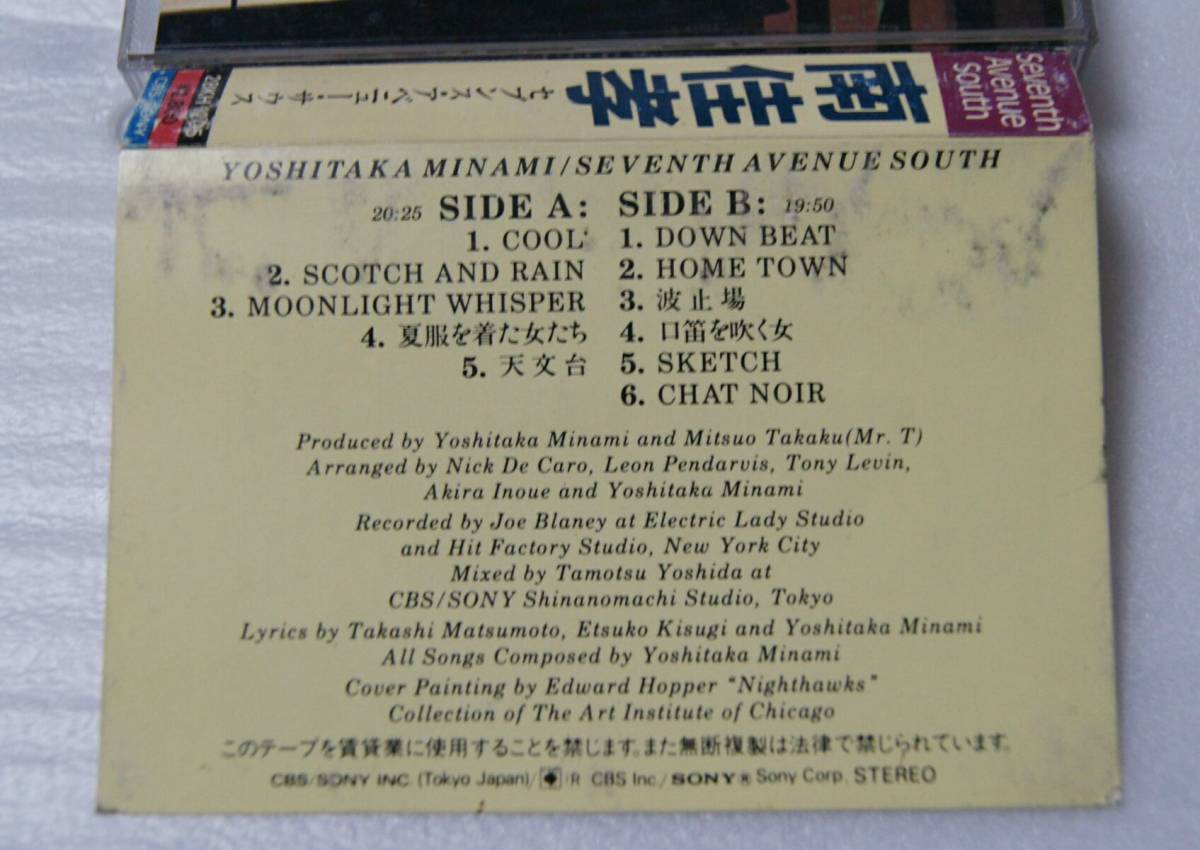 seventh
Avenue
South
南佳孝
セブンス・アベニュー・サウス
CBS SONY
YOSHITAKA MINAMI/SEVENTH AVENUE SOUTH
20:25 SIDE A:
1. COOL
2. SCOTCH AND RAIN
3. MOONLIGHT WHISPER
4. 夏服を着た女たち
5. 天文台
SIDE B: 19:50
1. DOWN BEAT
2. HOME TOWN
3. 波止場
4. 口笛を吹く女
5. SKETCH
6. CHAT NOIR
Produced by Yoshitaka Minami and Mitsuo Takaku(Mr. T)
Arranged by Nick De Caro, Leon Pendarvis, Tony Levin,
Akira Inoue and Yoshitaka Minami
Recorded by Joe Blaney at Electric Lady Studio
and Hit Factory Studio, New York City
Mixed by Tamotsu Yoshida at
CBS/SONY Shinanomachi Studio, Tokyo
Lyrics by Takashi Matsumoto, Etsuko Kisugi and Yoshitaka Minami
All Songs Composed by Yoshitaka Minami
Cover Painting by Edward Hopper "Nighthawks"
Collection of The Art Institute of Chicago
このテープを賃貸業に使用することを禁じます。また無断複製は法律で禁じられています。
CBS/SONY INC. (Tokyo Japan)/ R CBS Inc./SONY® Sony Corp. STEREO